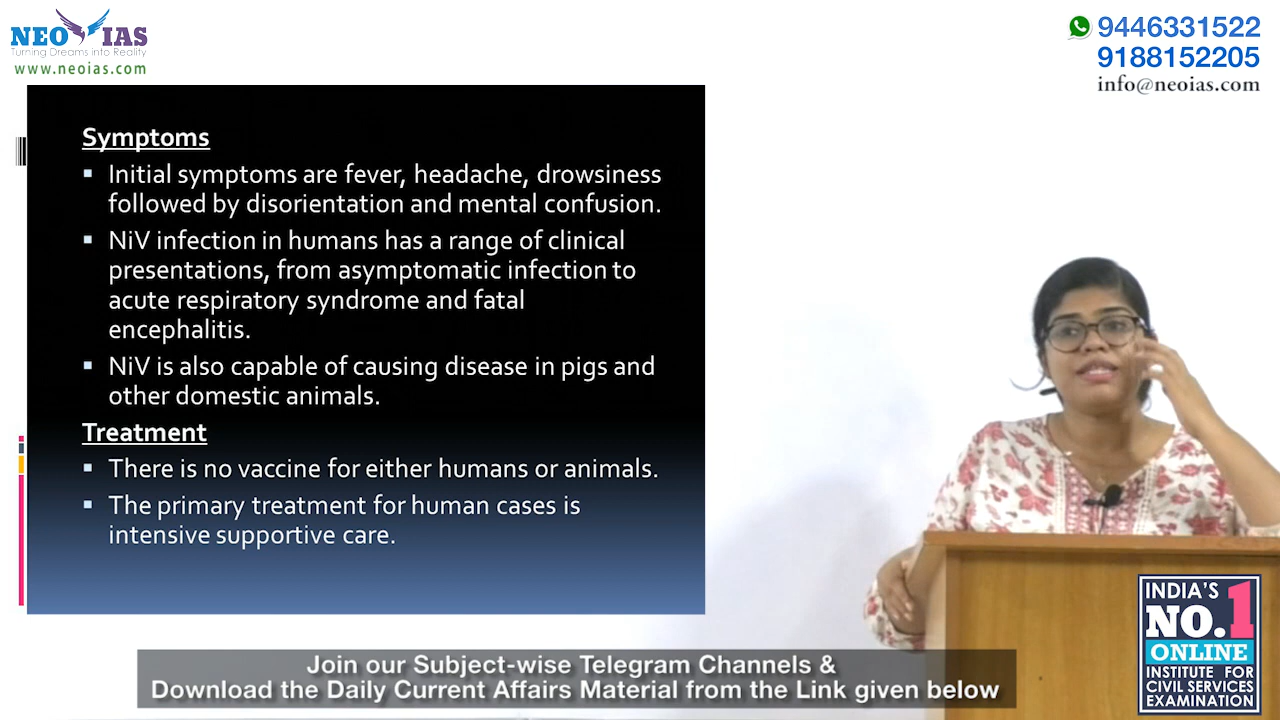 NEO IAS
Turning Dreams into Reality
www.neoias.com
9446331522
9188152205
info@neoias.com
Symptoms
Initial symptoms are fever, headache, drowsiness
followed by disorientation and mental confusion.
NiV infection in humans has a range of clinical
presentations, from asymptomatic infection to
acute respiratory syndrome and fatal
encephalitis.
NiV is also capable of causing disease in pigs and
other domestic animals.
Treatment
There is no vaccine for either humans or animals.
The primary treatment for human cases is
intensive supportive care.
INDIA'S
NO.1
ONLINE
INSTITUTE FOR
CIVIL SERVICES
EXAMINATION
Join our Subject-wise Telegram Channels &
Download the Daily Current Affairs Material from the Link given below